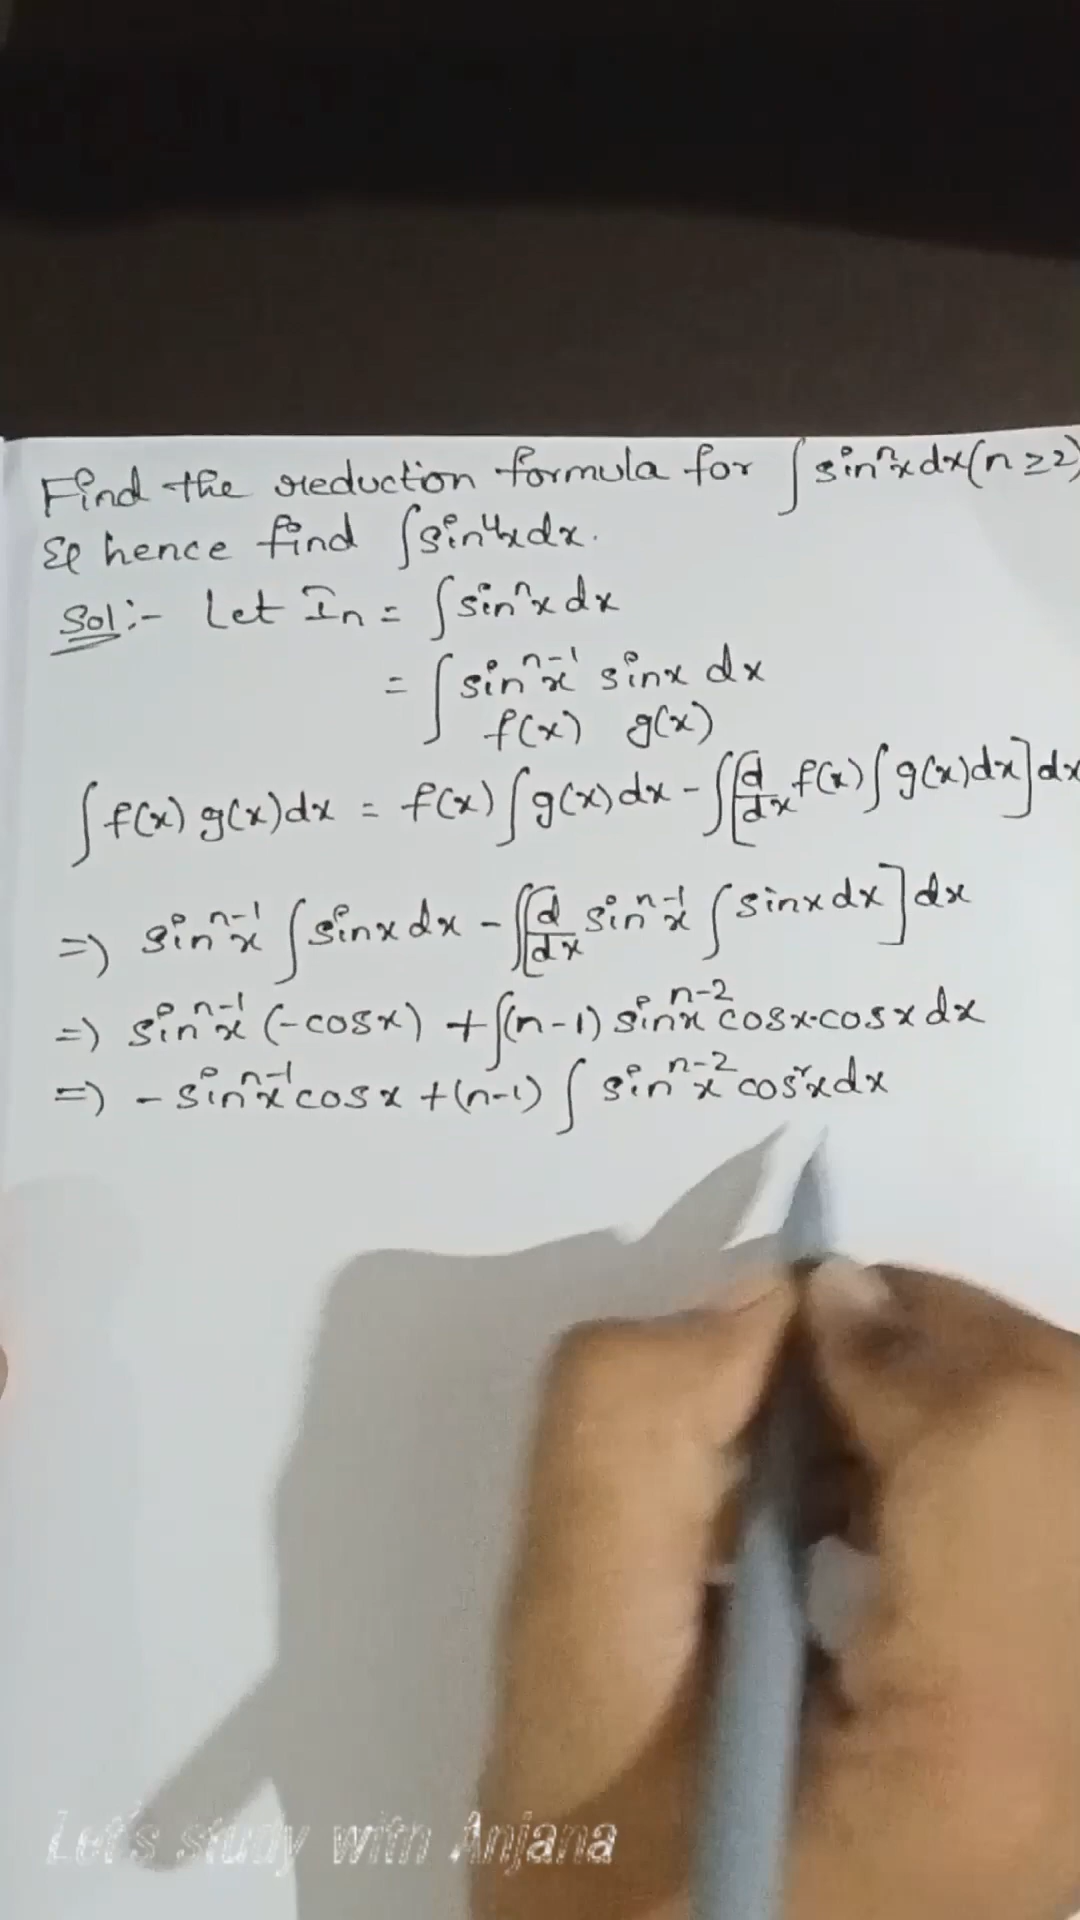 Find the reduction formula for ∫sinⁿx dx (n ≥ 2)
& hence find ∫sin⁴x dx.
Sol:- Let Iₙ = ∫sinⁿx dx
= ∫sinⁿ⁻¹x sinx dx
f(x) g(x)
∫f(x) g(x)dx = f(x)∫g(x)dx - ∫[d/dx f(x)∫g(x)dx]dx
=> sinⁿ⁻¹x ∫sinx dx - ∫[d/dx sinⁿ⁻¹x ∫sinx dx]dx
=> sinⁿ⁻¹x (-cosx) + ∫(n-1) sinⁿ⁻²x cosx·cosx dx
=> - sinⁿ⁻¹x cosx + (n-1) ∫ sinⁿ⁻²x cos²x dx
Let's study with Anjana